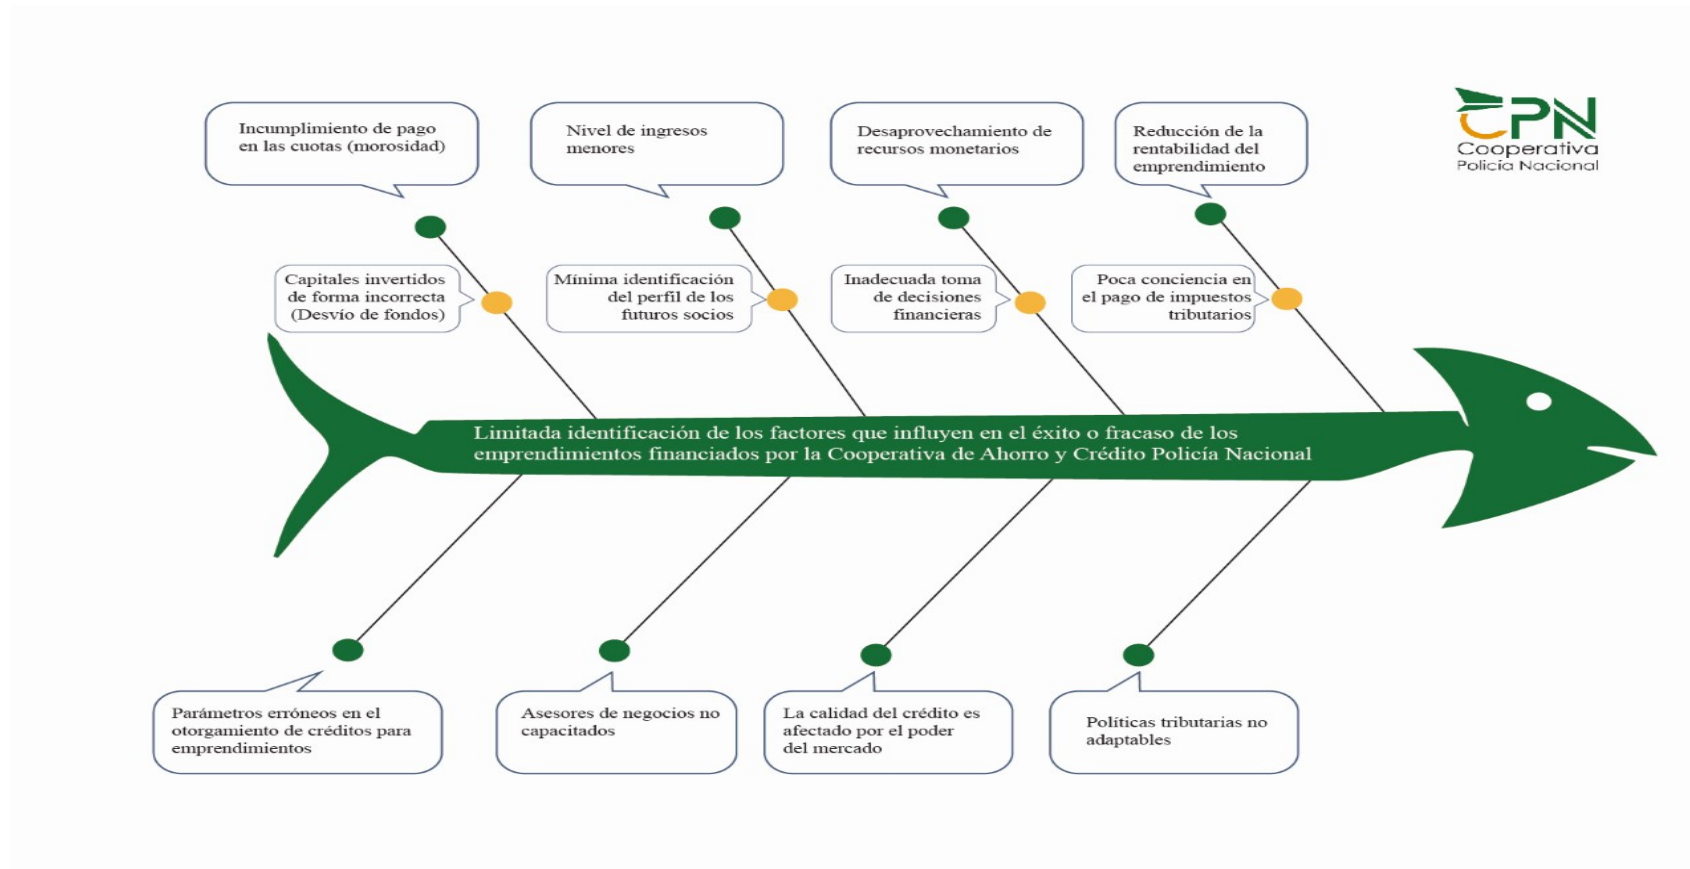 CPN
Cooperativa
Policía Nacional
Incumplimiento de pago
en las cuotas (morosidad)
Nivel de ingresos
menores
Desaprovechamiento de
recursos monetarios
Reducción de la
rentabilidad del
emprendimiento
Capitales invertidos
de forma incorrecta
(Desvío de fondos)
Mínima identificación
del perfil de los
futuros socios
Inadecuada toma
de decisiones
financieras
Poca conciencia en
el pago de impuestos
tributarios
Limitada identificación de los factores que influyen en el éxito o fracaso de los
emprendimientos financiados por la Cooperativa de Ahorro y Crédito Policía Nacional
Parámetros erróneos en el
otorgamiento de créditos para
emprendimientos
Asesores de negocios no
capacitados
La calidad del crédito es
afectado por el poder
del mercado
Políticas tributarias no
adaptables